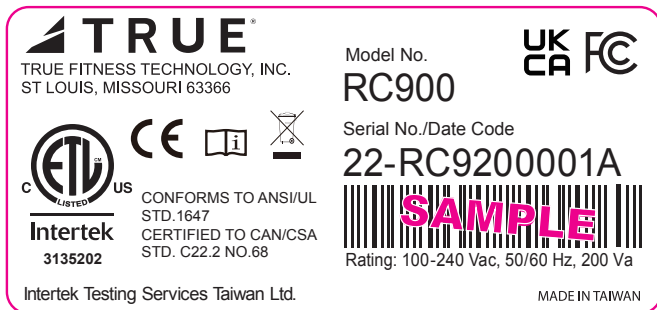 TRUE
TRUE FITNESS TECHNOLOGY, INC.
ST LOUIS, MISSOURI 63366
CE
i
C ETL CM US
LISTED
Intertek
3135202
CONFORMS TO ANSI/UL
STD.1647
CERTIFIED TO CAN/CSA
STD. C22.2 NO.68
Intertek Testing Services Taiwan Ltd.
UK
CA
FC
Model No.
RC900
Serial No./Date Code
22-RC9200001A
SAMPLE
Rating: 100-240 Vac, 50/60 Hz, 200 Va
MADE IN TAIWAN